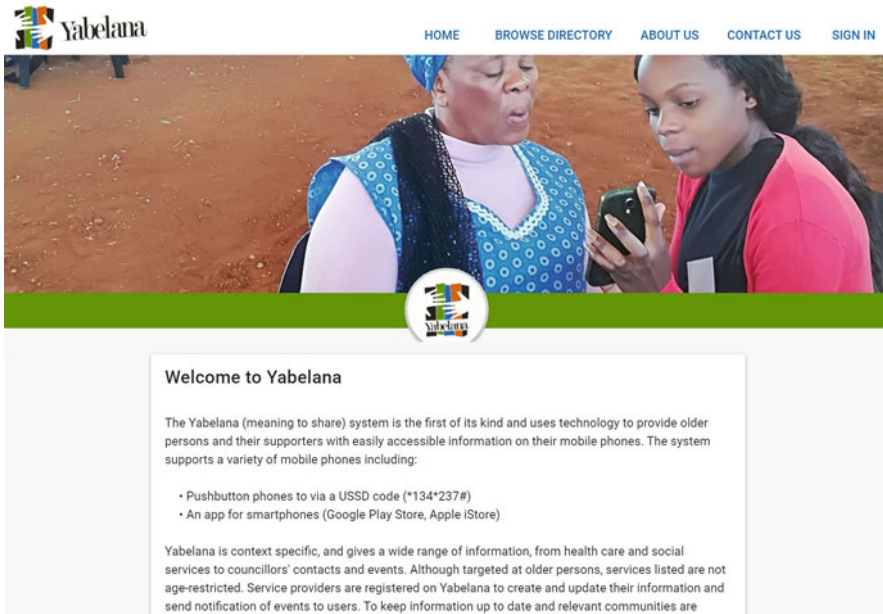 Yabelana
HOME BROWSE DIRECTORY ABOUT US CONTACT US SIGN IN
Yabelana
Welcome to Yabelana
The Yabelana (meaning to share) system is the first of its kind and uses technology to provide older
persons and their supporters with easily accessible information on their mobile phones. The system
supports a variety of mobile phones including:
• Pushbutton phones to via a USSD code (*134*237#)
• An app for smartphones (Google Play Store, Apple iStore)
Yabelana is context specific, and gives a wide range of information, from health care and social
services to councillors' contacts and events. Although targeted at older persons, services listed are not
age-restricted. Service providers are registered on Yabelana to create and update their information and
send notification of events to users. To keep information up to date and relevant communities are